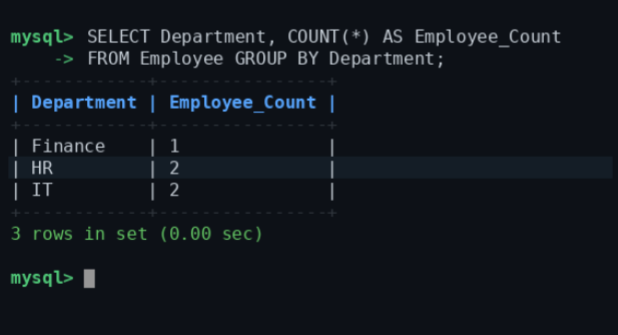 mysql> SELECT Department, COUNT(*) AS Employee_Count
-> FROM Employee GROUP BY Department;
+------------+----------------+
| Department | Employee_Count |
+------------+----------------+
| Finance | 1 |
| HR | 2 |
| IT | 2 |
+------------+----------------+
3 rows in set (0.00 sec)
mysql>